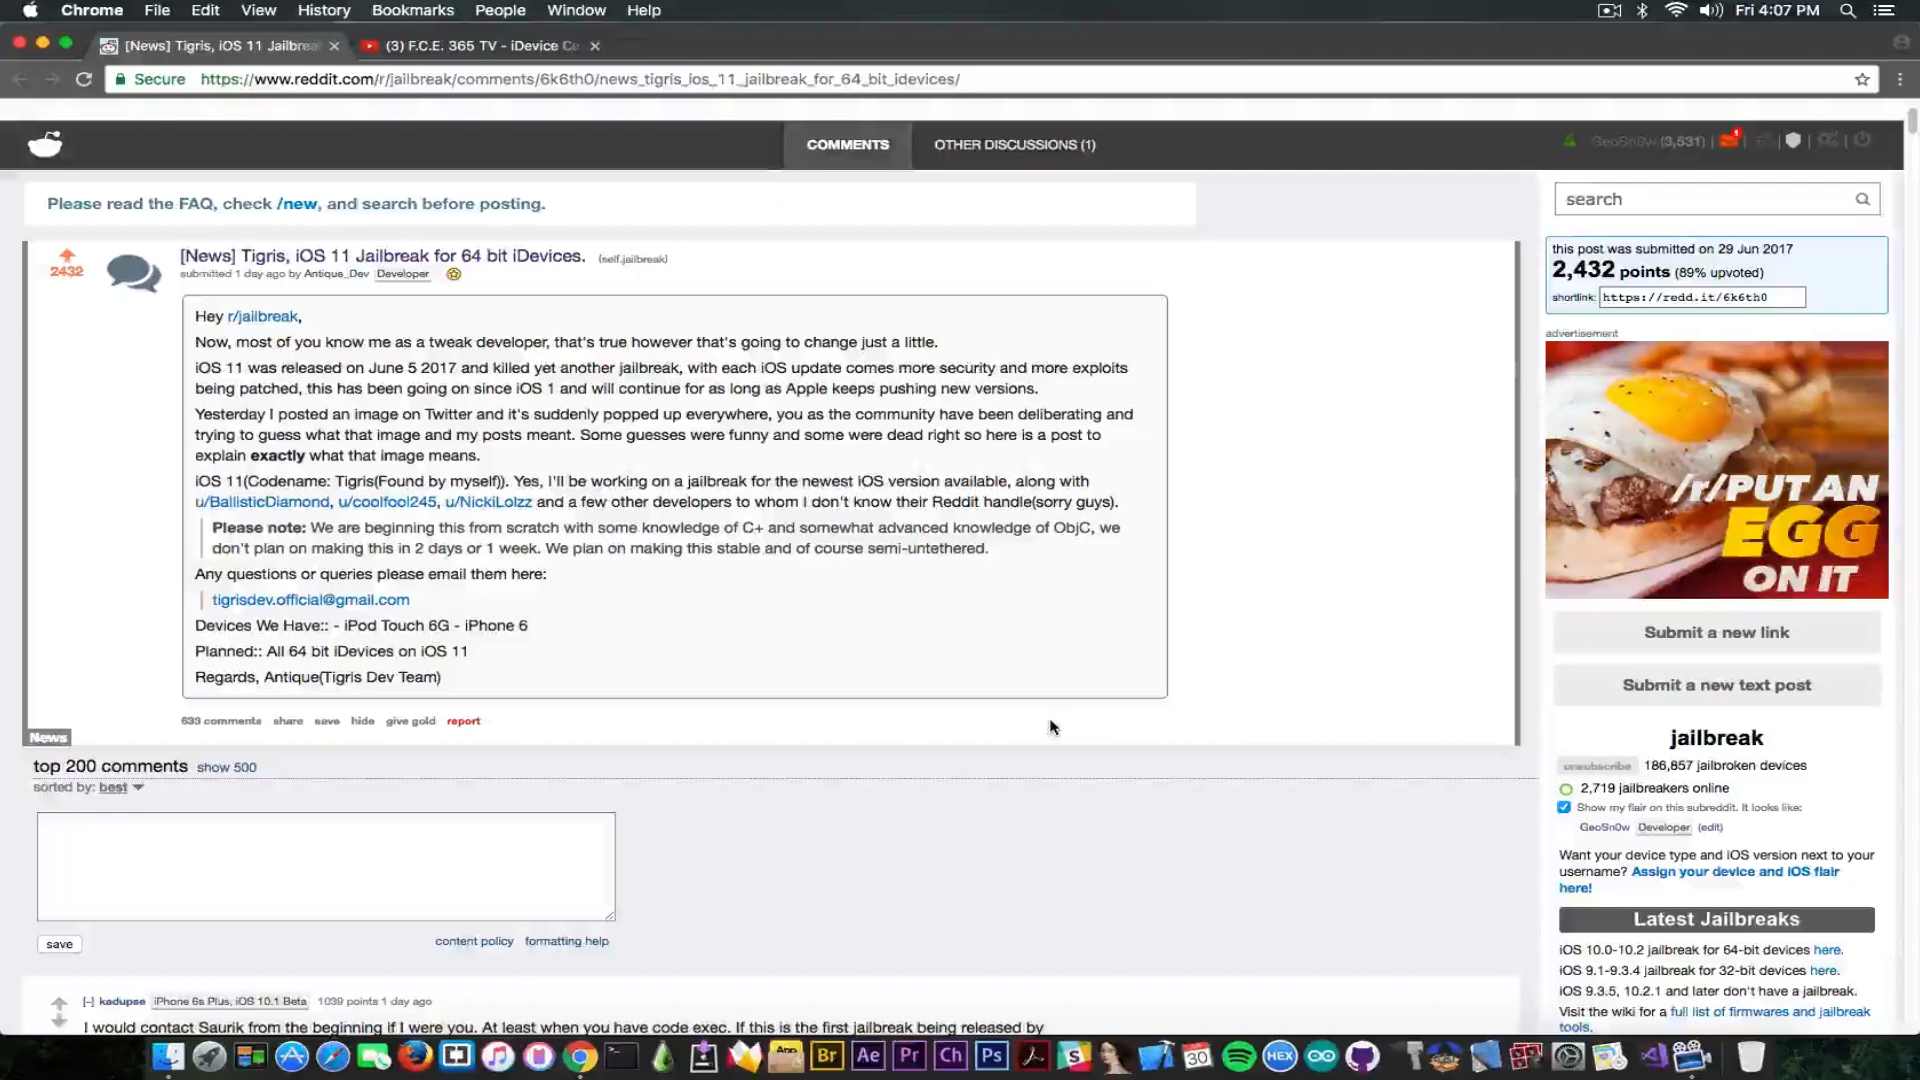 Chrome File Edit View History Bookmarks People Window Help Fri 4:07 PM
[News] Tigris, iOS 11 Jailbrea (3) F.C.E. 365 TV - iDevice Ce
Secure https://www.reddit.com/r/jailbreak/comments/6k6th0/news_tigris_ios_11_jailbreak_for_64_bit_idevices/
COMMENTS OTHER DISCUSSIONS (1) GeoSn0w (3,531) 1
Please read the FAQ, check /new, and search before posting.
search
2432
[News] Tigris, iOS 11 Jailbreak for 64 bit iDevices. (self.jailbreak)
submitted 1 day ago by Antique_Dev Developer
Hey r/jailbreak,
Now, most of you know me as a tweak developer, that's true however that's going to change just a little.
iOS 11 was released on June 5 2017 and killed yet another jailbreak, with each iOS update comes more security and more exploits
being patched, this has been going on since iOS 1 and will continue for as long as Apple keeps pushing new versions.
Yesterday I posted an image on Twitter and it's suddenly popped up everywhere, you as the community have been deliberating and
trying to guess what that image and my posts meant. Some guesses were funny and some were dead right so here is a post to
explain exactly what that image means.
iOS 11(Codename: Tigris(Found by myself)). Yes, I'll be working on a jailbreak for the newest iOS version available, along with
u/BallisticDiamond, u/coolfool245, u/NickiLolzz and a few other developers to whom I don't know their Reddit handle(sorry guys).
Please note: We are beginning this from scratch with some knowledge of C+ and somewhat advanced knowledge of ObjC, we
don't plan on making this in 2 days or 1 week. We plan on making this stable and of course semi-untethered.
Any questions or queries please email them here:
tigrisdev.official@gmail.com
Devices We Have:: - iPod Touch 6G - iPhone 6
Planned:: All 64 bit iDevices on iOS 11
Regards, Antique(Tigris Dev Team)
633 comments share save hide give gold report
News
top 200 comments show 500
sorted by: best
save
content policy formatting help
[-] kadupse iPhone 6s Plus, iOS 10.1 Beta 1039 points 1 day ago
I would contact Saurik from the beginning if I were you. At least when you have code exec. If this is the first jailbreak being released by
this post was submitted on 29 Jun 2017
2,432 points (89% upvoted)
shortlink: https://redd.it/6k6th0
advertisement
/r/PUT AN
EGG
ON IT
Submit a new link
Submit a new text post
jailbreak
unsubscribe 186,857 jailbroken devices
2,719 jailbreakers online
Show my flair on this subreddit. It looks like:
GeoSn0w Developer (edit)
Want your device type and iOS version next to your
username? Assign your device and iOS flair
here!
Latest Jailbreaks
iOS 10.0-10.2 jailbreak for 64-bit devices here.
iOS 9.1-9.3.4 jailbreak for 32-bit devices here.
iOS 9.3.5, 10.2.1 and later don't have a jailbreak.
Visit the wiki for a full list of firmwares and jailbreak
tools.
App Br Ae Pr Ch Ps 30 HEX